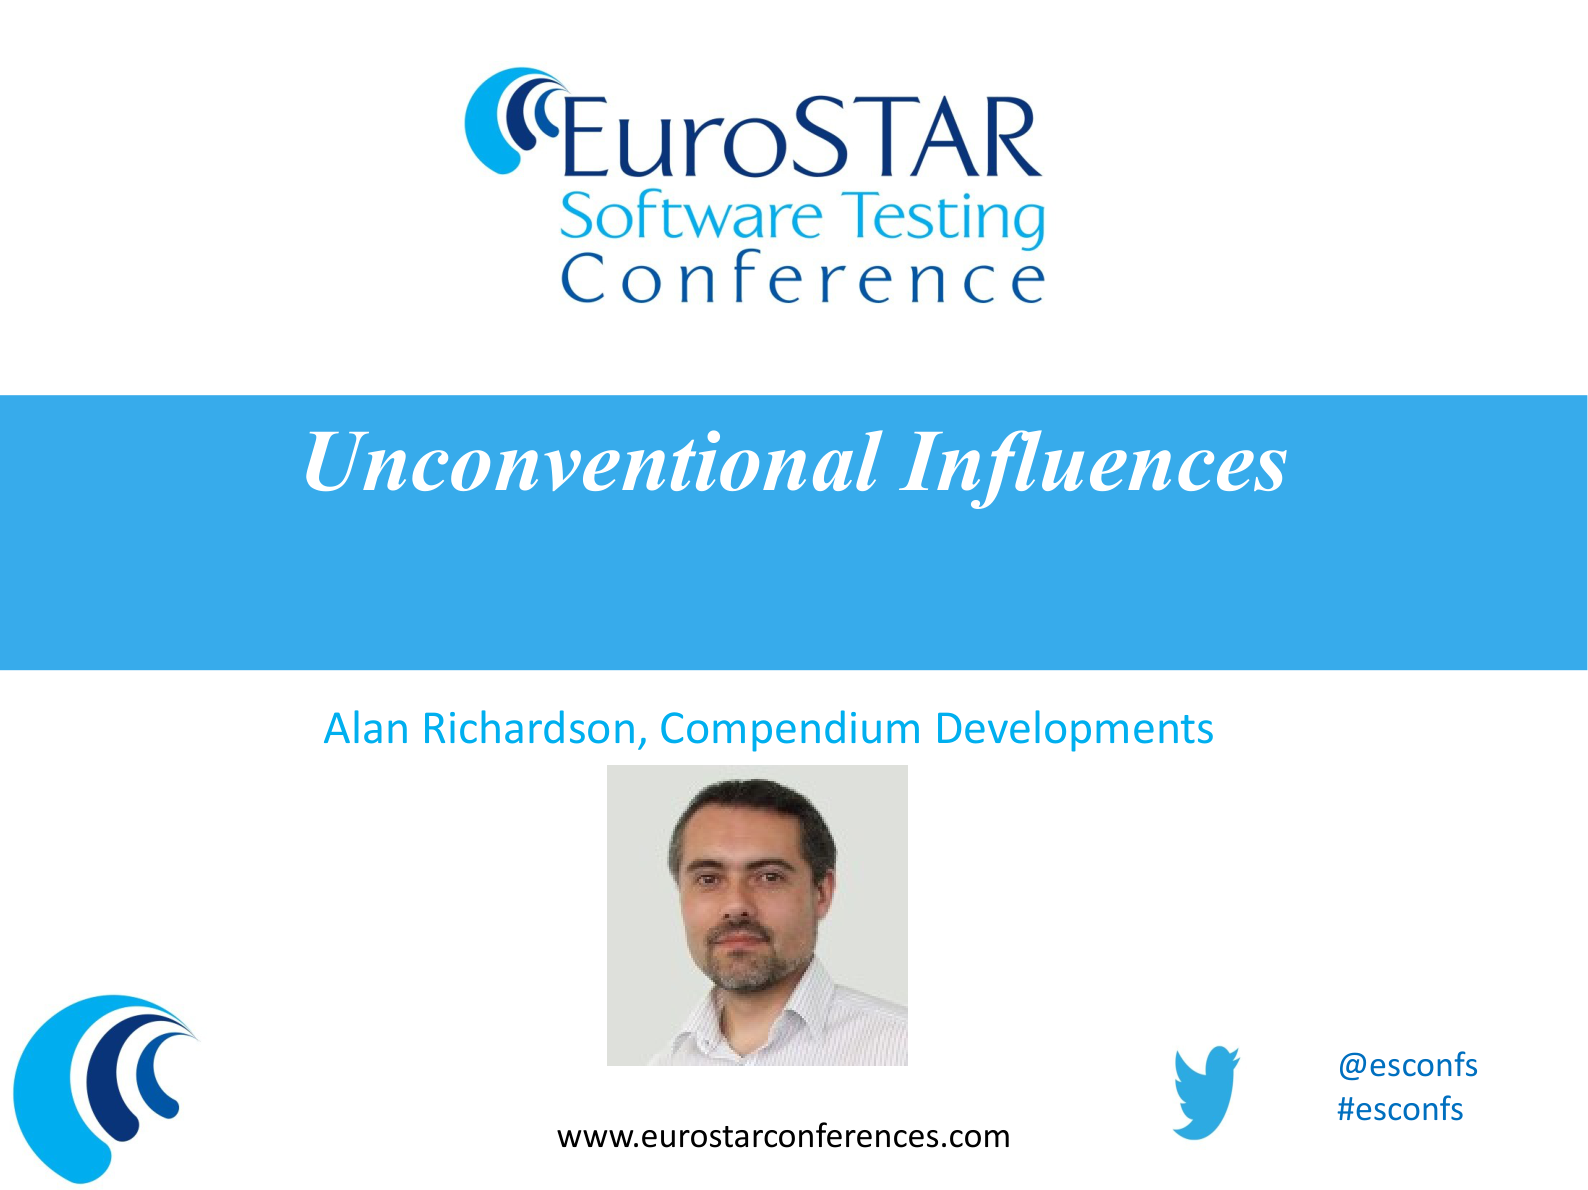 EuroSTAR
Software Testing
Conference
Unconventional Influences
Alan Richardson, Compendium Developments
@esconfs
#esconfs
www.eurostarconferences.com